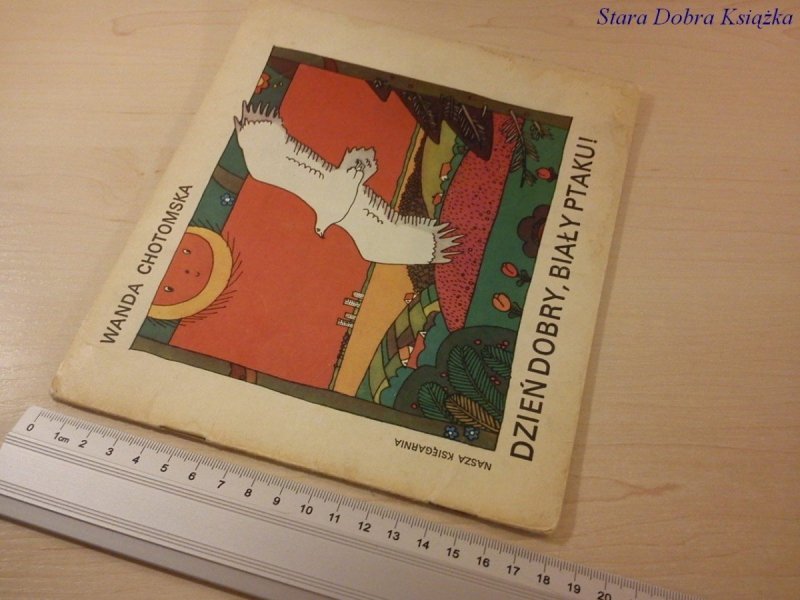 Stara Dobra Książka
WANDA CHOTOMSKA
DZIEŃ DOBRY, BIAŁY PTAKU!
NASZA KSIĘGARNIA
0 1cm 2 3 4 5 6 7 8 9 10 11 12 13 14 15 16 17 18 19 20